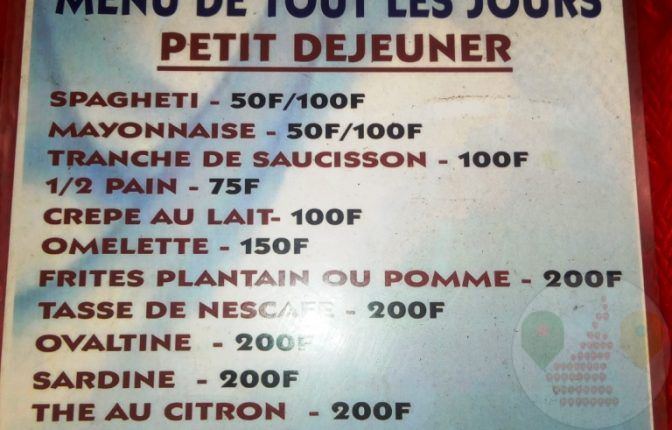 MENU DE TOUT LES JOURS
PETIT DEJEUNER
SPAGHETI - 50F/100F
MAYONNAISE - 50F/100F
TRANCHE DE SAUCISSON - 100F
1/2 PAIN - 75F
CREPE AU LAIT- 100F
OMELETTE - 150F
FRITES PLANTAIN OU POMME - 200F
TASSE DE NESCAFE - 200F
OVALTINE - 200F
SARDINE - 200F
THE AU CITRON - 200F